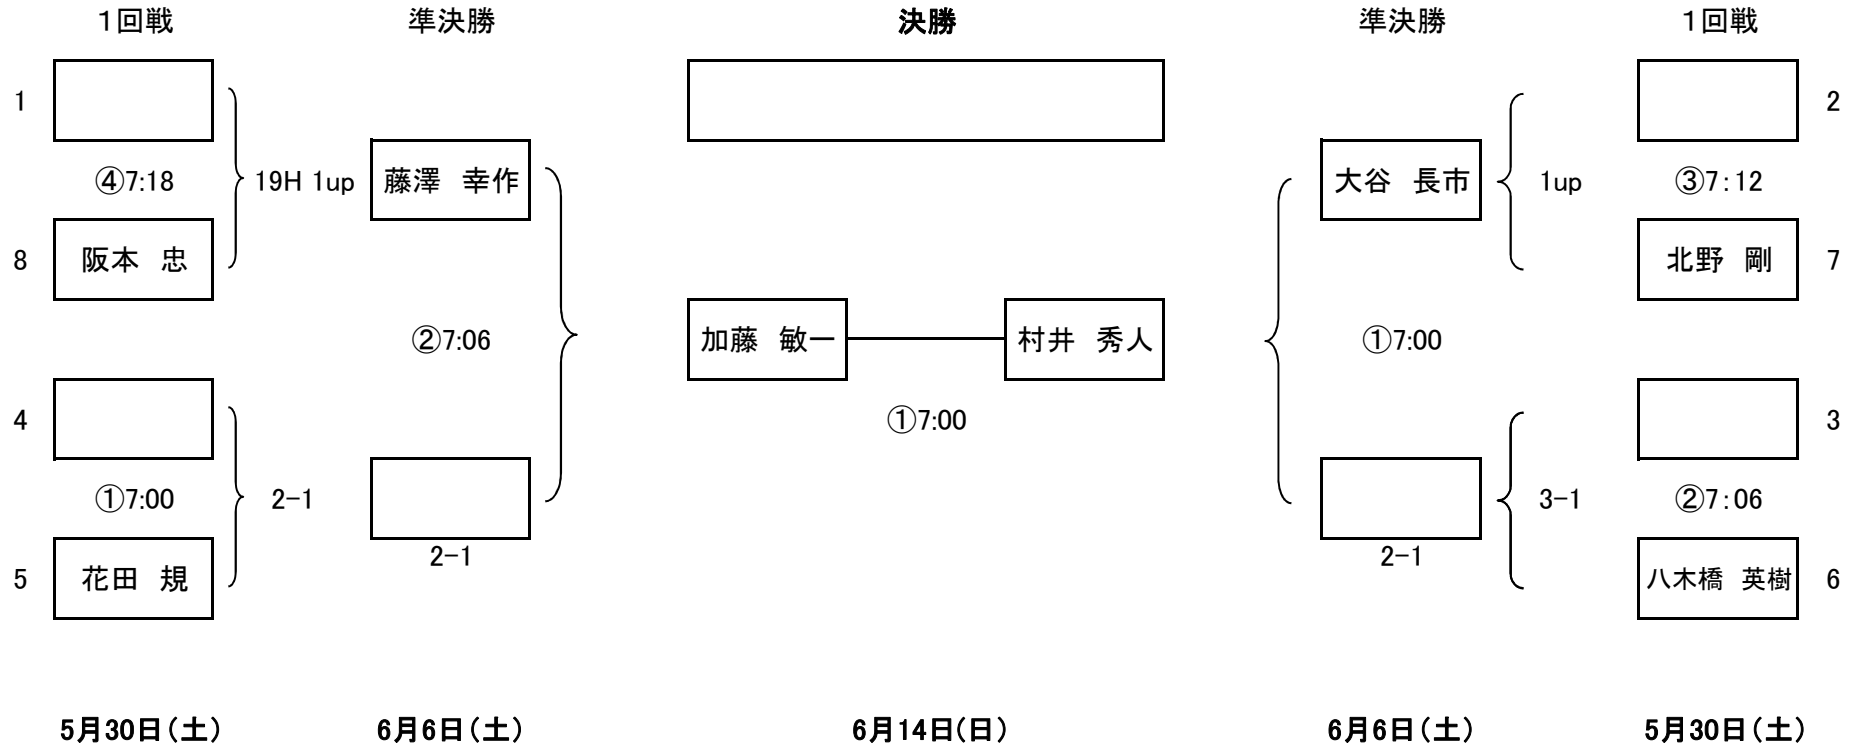 １回戦 準決勝 決勝 準決勝 １回戦
1 2
④7:18 19H 1up 藤澤 幸作 大谷 長市 1up ③7:12
8 阪本 忠 北野 剛 7
②7:06 加藤 敏一 村井 秀人 ①7:00
4 ①7:00 3
①7:00 2-1 3-1 ②7:06
2-1 2-1
5 花田 規 八木橋 英樹 6
5月30日(土) 6月6日(土) 6月14日(日) 6月6日(土) 5月30日(土)